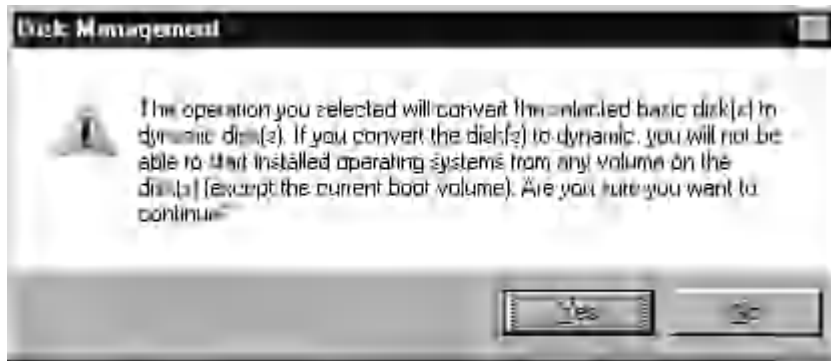 Disk Management
The operation you selected will convert the selected basic disk(s) to
dynamic disk(s). If you convert the disk(s) to dynamic, you will not be
able to start installed operating systems from any volume on the
disk(s) (except the current boot volume). Are you sure you want to
continue?
Yes
No